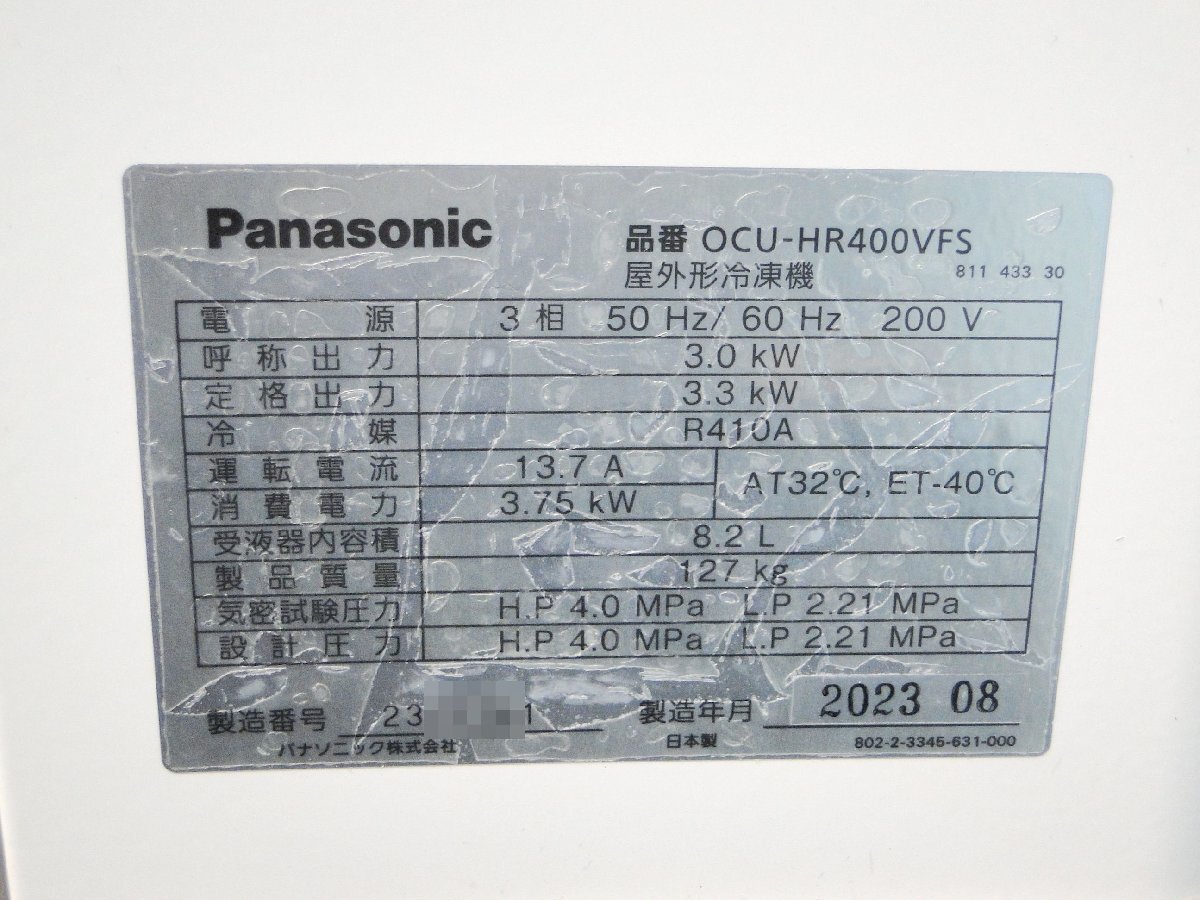 Panasonic
品番 OCU-HR400VFS
屋外形冷凍機 811 433 30
電源 3相 50 Hz/ 60 Hz 200 V
呼称出力 3.0 kW
定格出力 3.3 kW
冷媒 R410A
運転電流 13.7 A
AT32℃, ET-40℃
消費電力 3.75 kW
受液器内容積 8.2 L
製品質量 127 kg
気密試験圧力 H.P 4.0 MPa L.P 2.21 MPa
設計圧力 H.P 4.0 MPa L.P 2.21 MPa
製造番号 23 1 製造年月 2023 08
パナソニック株式会社 日本製 802-2-3345-631-000